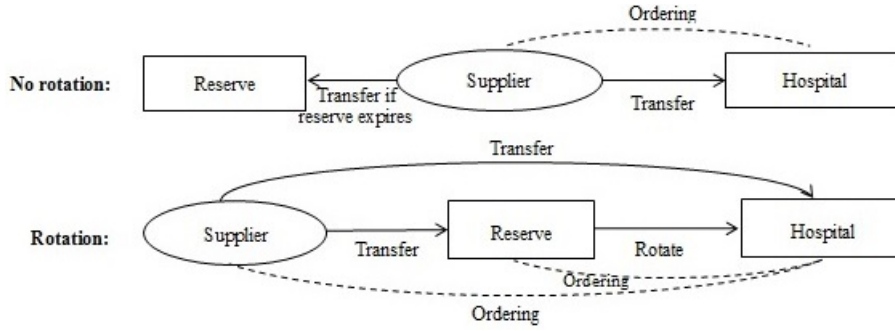 Ordering
No rotation:
Reserve
Supplier
Hospital
Transfer if
reserve expires
Transfer
Transfer
Rotation:
Supplier
Reserve
Hospital
Transfer
Rotate
Ordering
Ordering